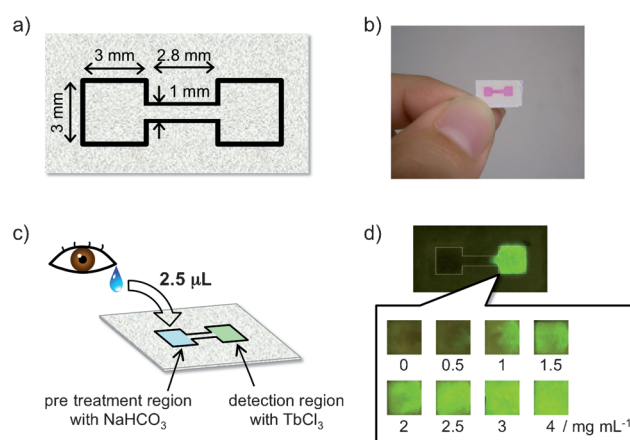 a)
3 mm
2.8 mm
3 mm
1 mm
b)
c)
2.5 µL
pre treatment region
with NaHCO₃
detection region
with TbCl₃
d)
0
0.5
1
1.5
2
2.5
3
4 / mg mL⁻¹